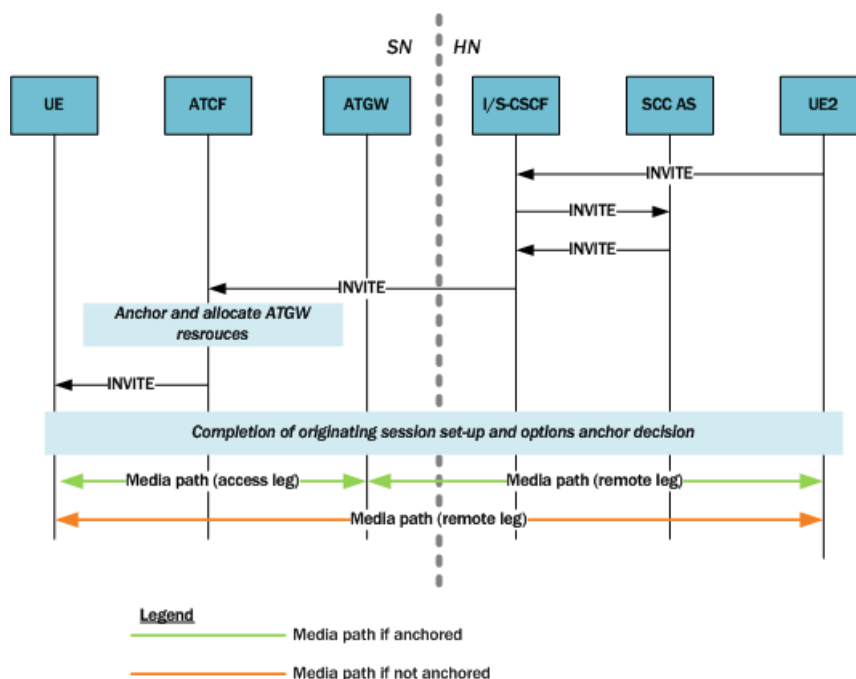 SN HN
UE ATCF ATGW I/S-CSCF SCC AS UE2
INVITE
INVITE
INVITE
INVITE
Anchor and allocate ATGW
resrouces
INVITE
Completion of originating session set-up and options anchor decision
Media path (access leg) Media path (remote leg)
Media path (remote leg)
Legend
Media path if anchored
Media path if not anchored